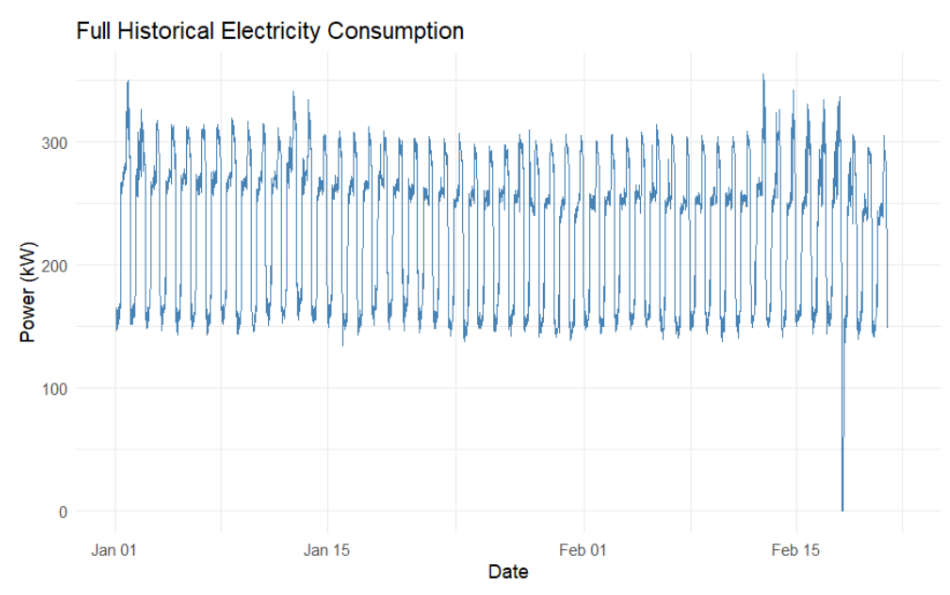 Full Historical Electricity Consumption
Power (kW)
300
200
100
0
Jan 01
Jan 15
Feb 01
Feb 15
Date